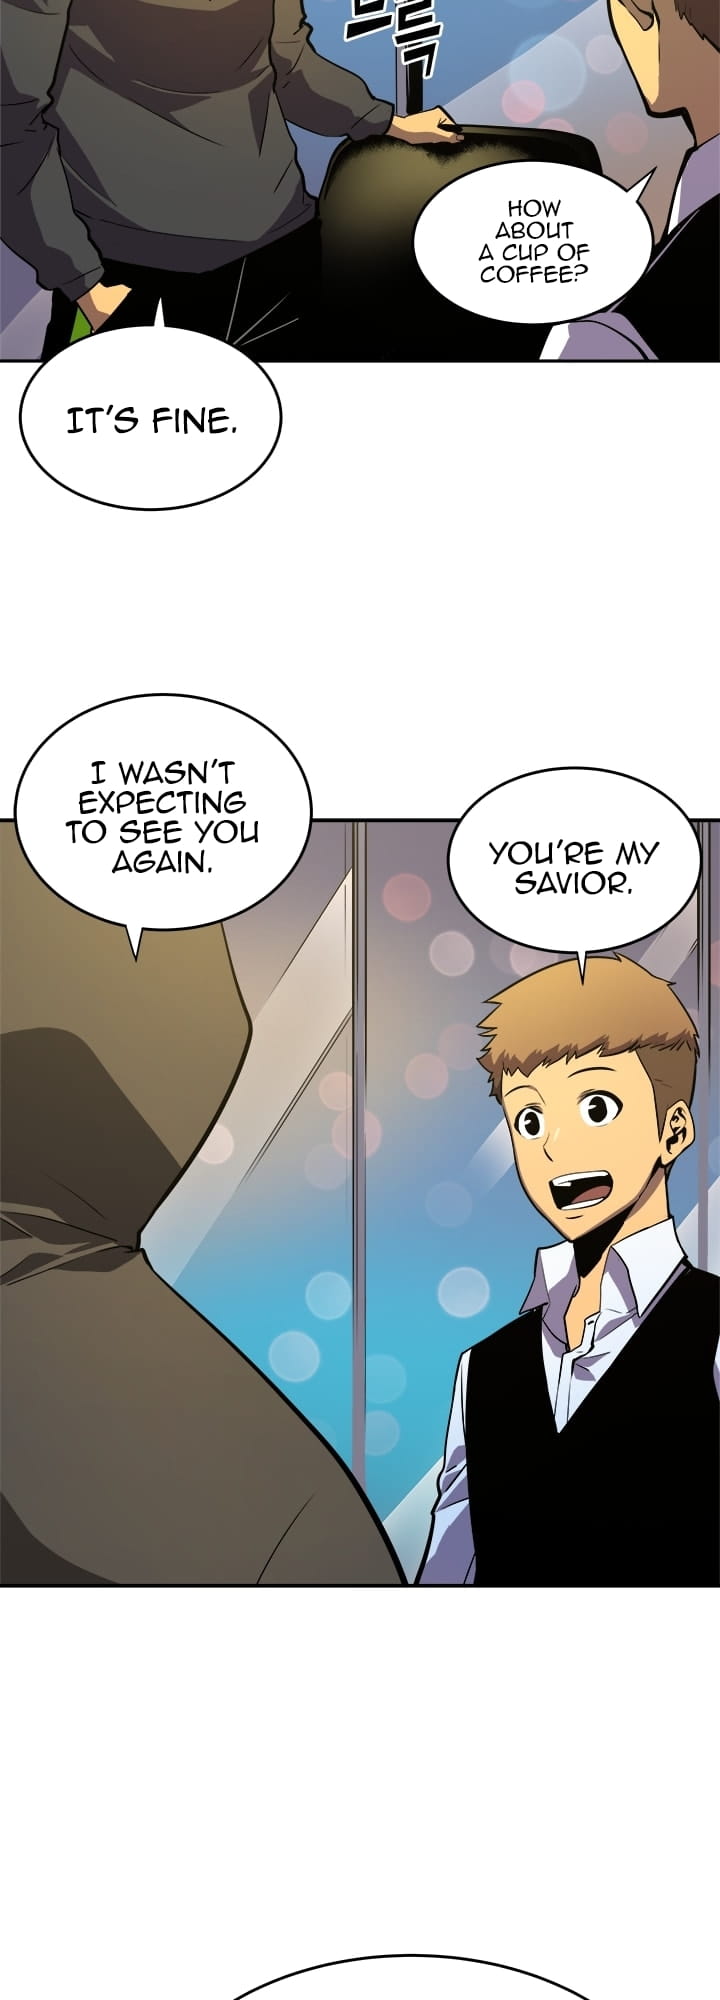 HOW
ABOUT
A CUP OF
COFFEE?
IT'S FINE.
I WASN'T
EXPECTING
TO SEE YOU
AGAIN.
YOU'RE MY
SAVIOR.